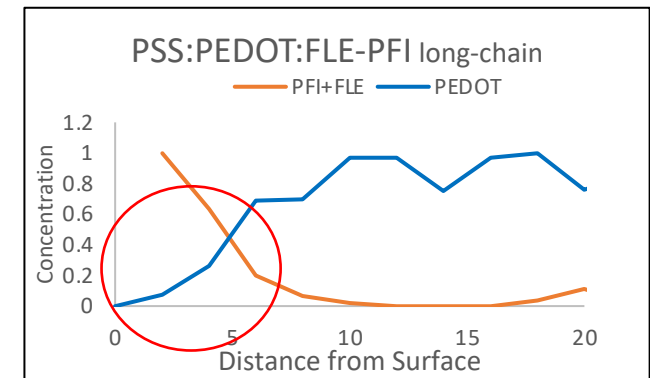 PSS:PEDOT:FLE-PFI long-chain
PFI+FLE PEDOT
1.2
1
0.8
0.6
0.4
0.2
0
Concentration
0 5 10 15 20
Distance from Surface